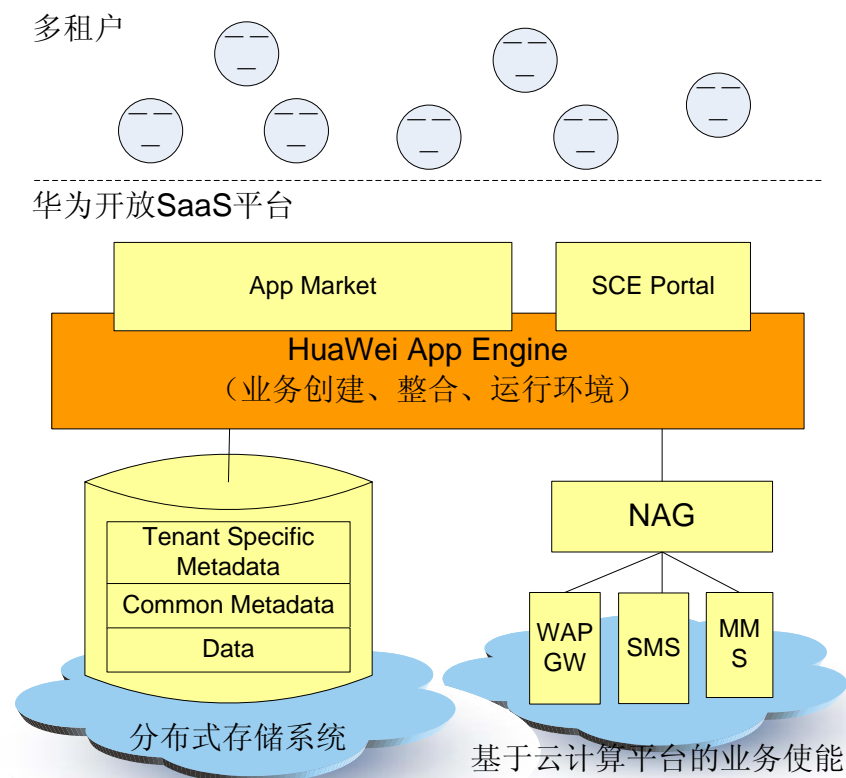 多租户
华为开放SaaS平台
App Market
SCE Portal
HuaWei App Engine
（业务创建、整合、运行环境）
Tenant Specific
Metadata
Common Metadata
Data
NAG
WAP
GW
SMS
MM
S
分布式存储系统
基于云计算平台的业务使能